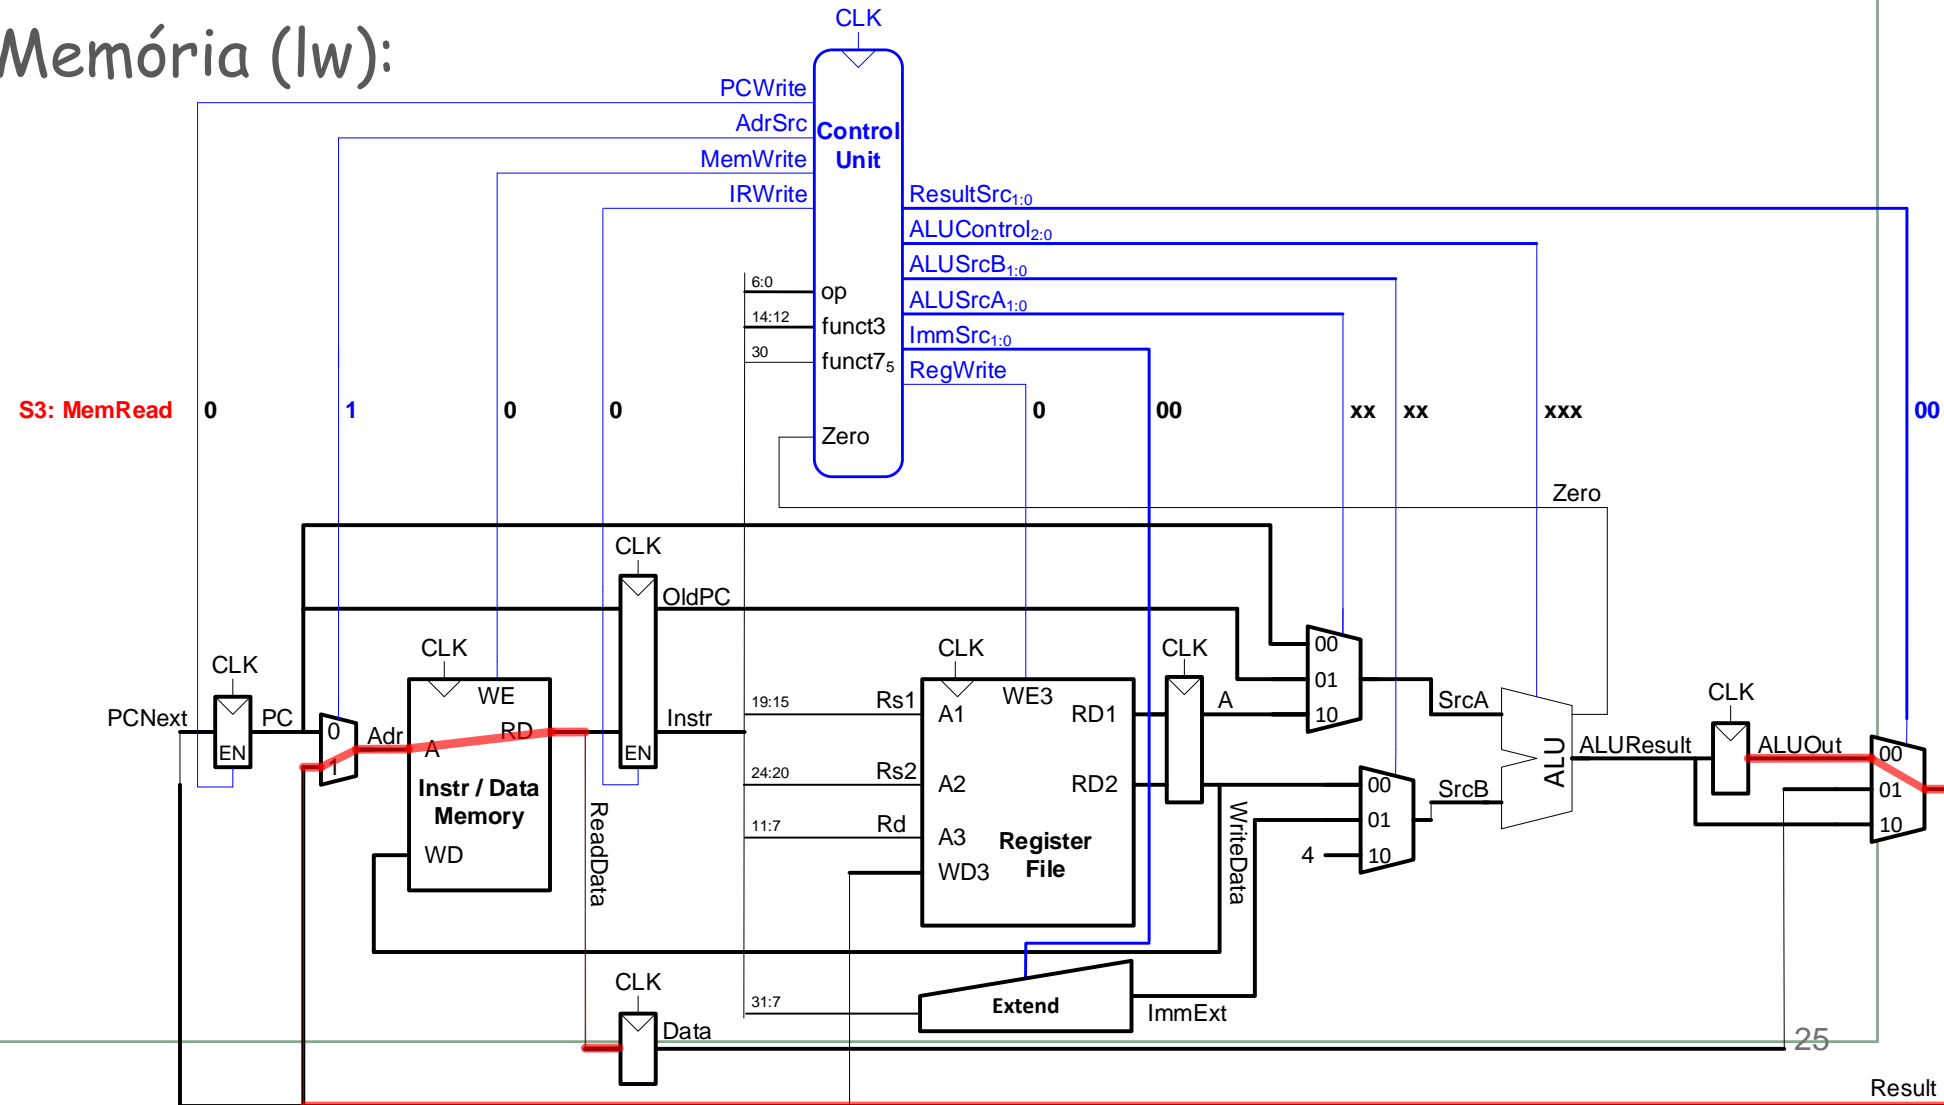 Memória (lw):
CLK
PCWrite
AdrSrc
MemWrite
IRWrite
Control
Unit
ResultSrc1:0
ALUControl2:0
ALUSrcB1:0
ALUSrcA1:0
ImmSrc1:0
RegWrite
6:0
op
14:12
funct3
30
funct75
Zero
S3: MemRead 0 1 0 0 0 00 xx xx xxx 00
Zero
CLK
OldPC
CLK
PCNext
EN
PC
0
1
Adr
CLK
WE
A
RD
Instr / Data
Memory
WD
ReadData
EN
Instr
19:15
Rs1
24:20
Rs2
11:7
Rd
31:7
CLK
WE3
A1
RD1
A2
RD2
A3
WD3
Register
File
CLK
A
WriteData
00
01
10
SrcA
00
01
4
10
SrcB
ALU
ALUResult
CLK
ALUOut
00
01
10
Extend
ImmExt
CLK
Data
25
Result